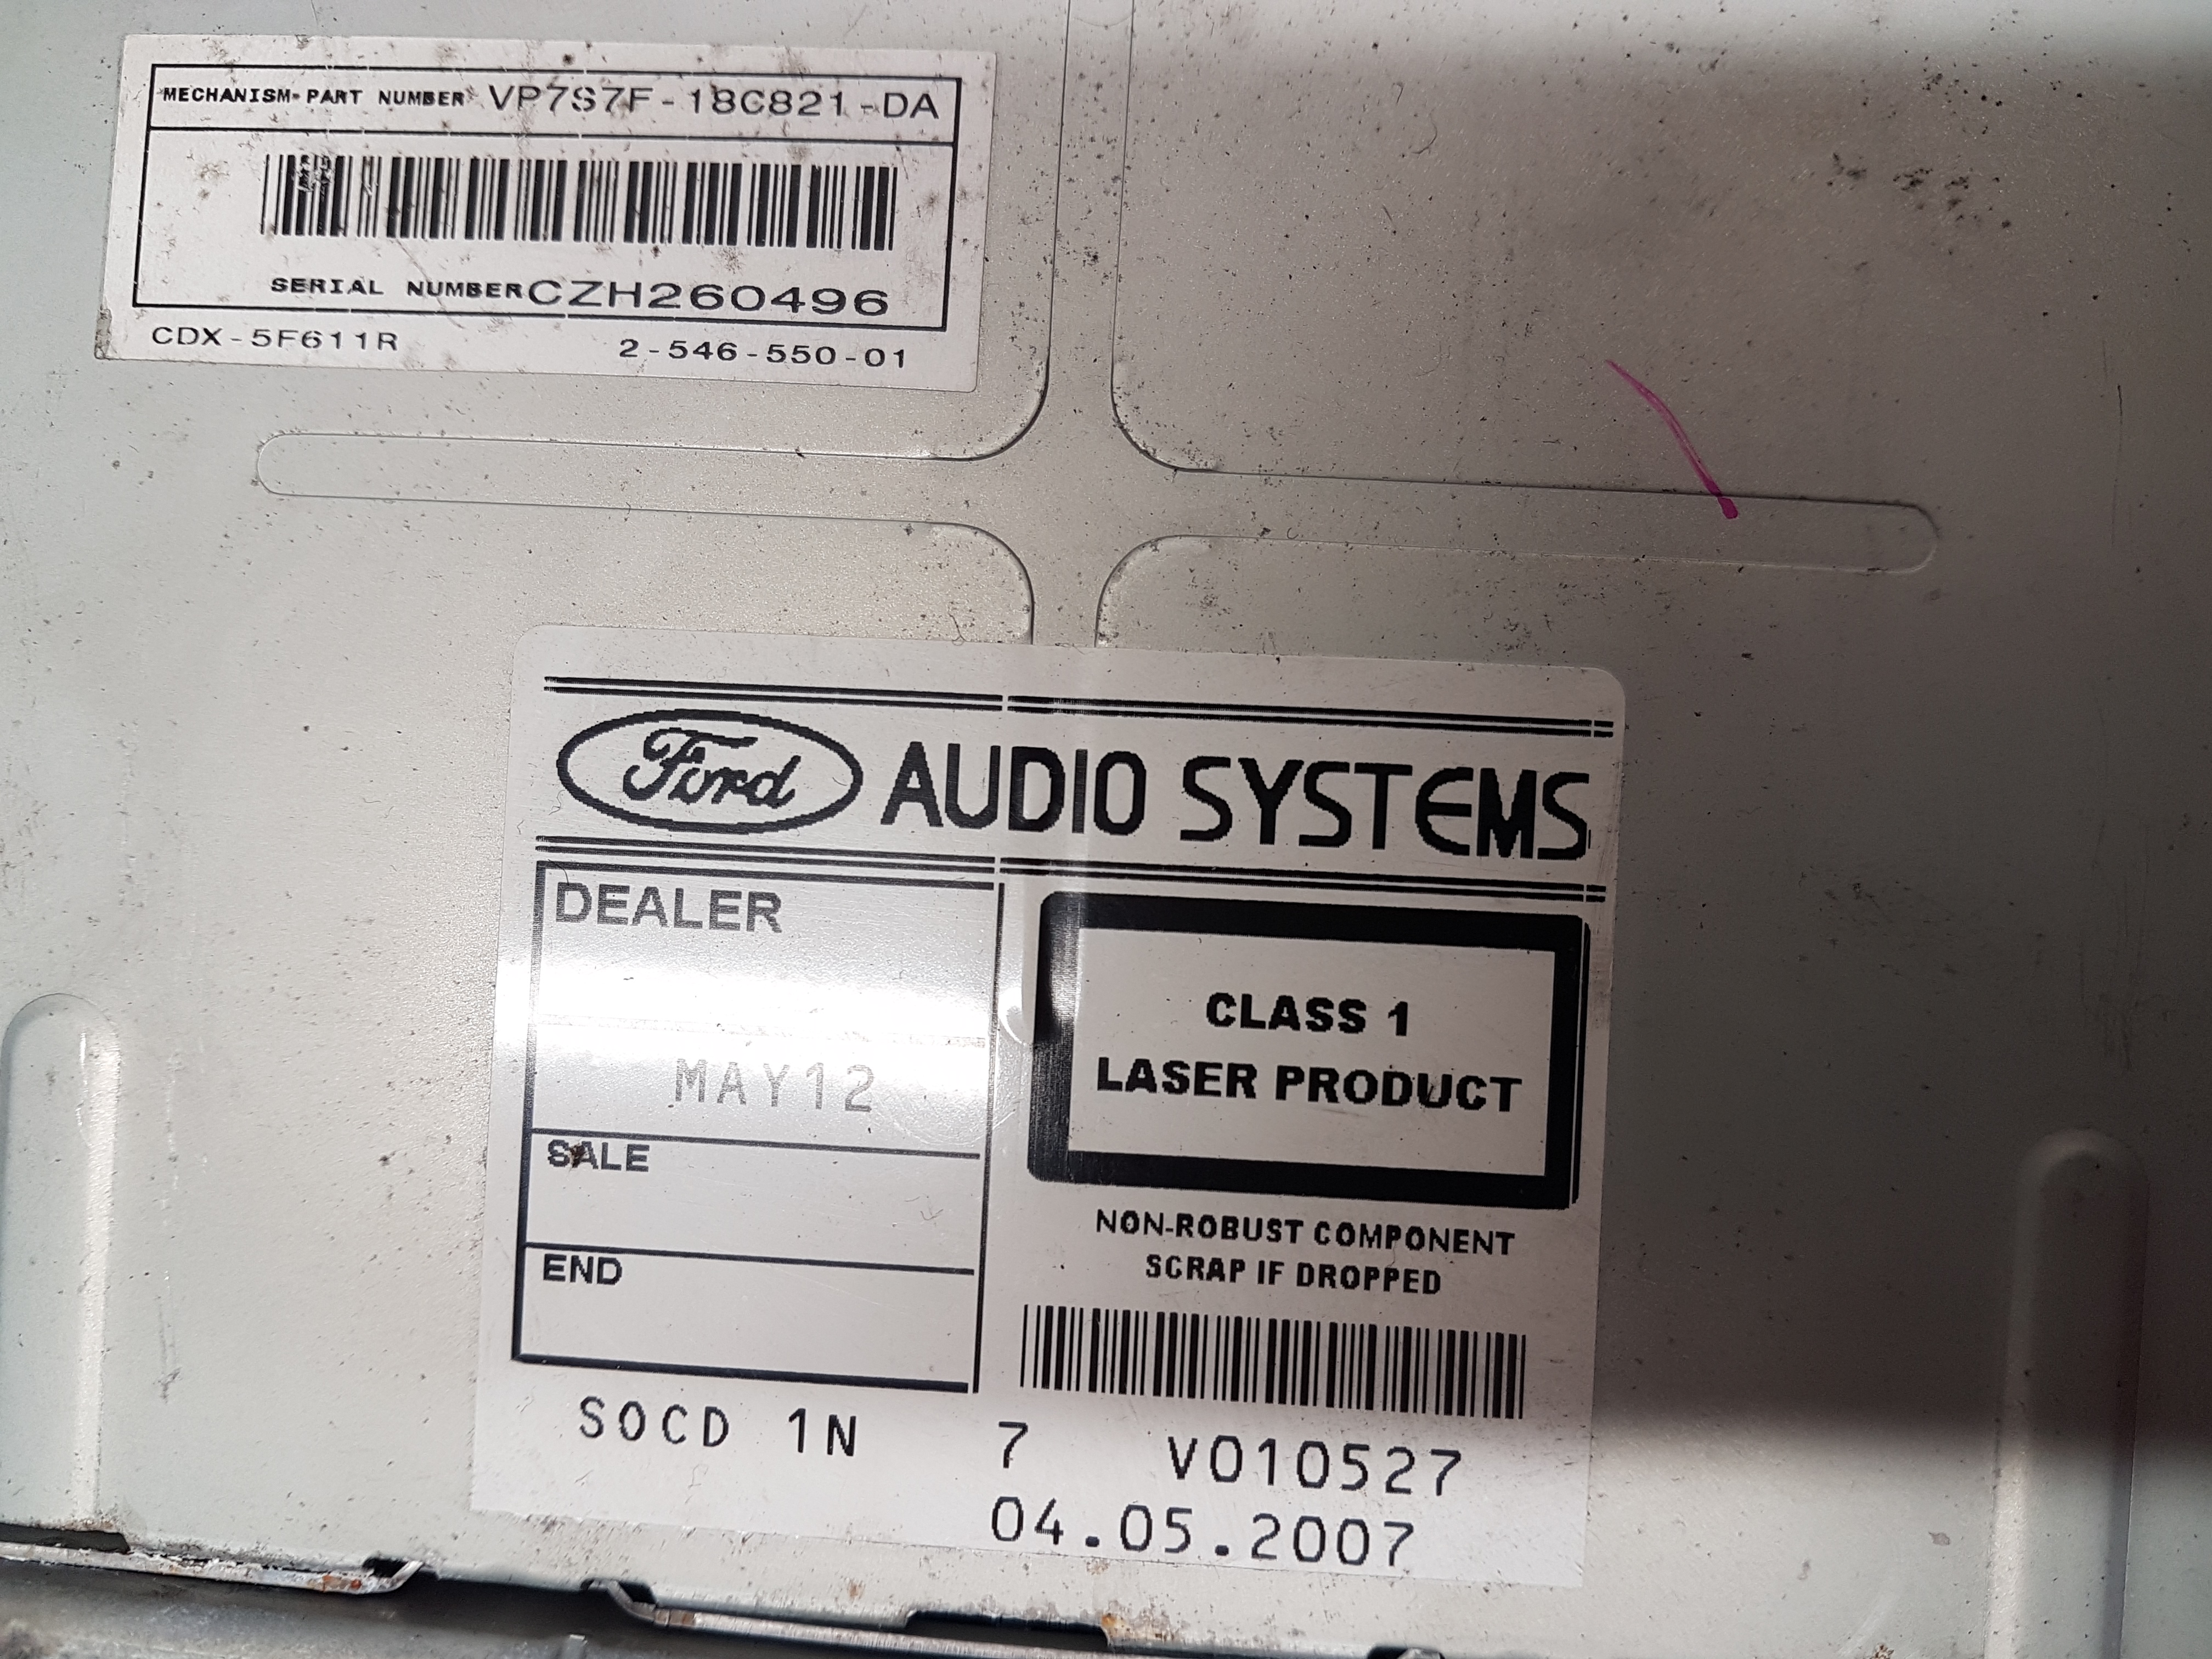 MECHANISM-PART NUMBER VP7S7F-18C821-DA
SERIAL NUMBER CZH260496
CDX-5F611R 2-546-550-01
Ford AUDIO SYSTEMS
DEALER
MAY12
SALE
END
CLASS 1
LASER PRODUCT
NON-ROBUST COMPONENT
SCRAP IF DROPPED
SOCD 1N 7 V010527
04.05.2007